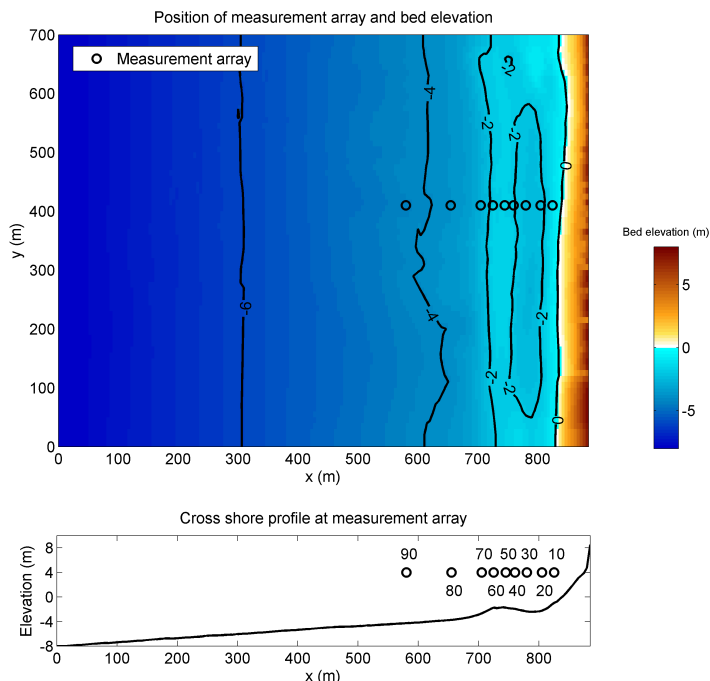 Position of measurement array and bed elevation
700
600
500
400
300
200
100
0
y (m)
Measurement array
-6
-4
-4
-2
-2
-2
-2
-2
-2
0
0
0 100 200 300 400 500 600 700 800
x (m)
Bed elevation (m)
5
0
-5
Cross shore profile at measurement array
8
4
0
-4
-8
Elevation (m)
90 70 50 30 10
80 60 40 20
0 100 200 300 400 500 600 700 800
x (m)